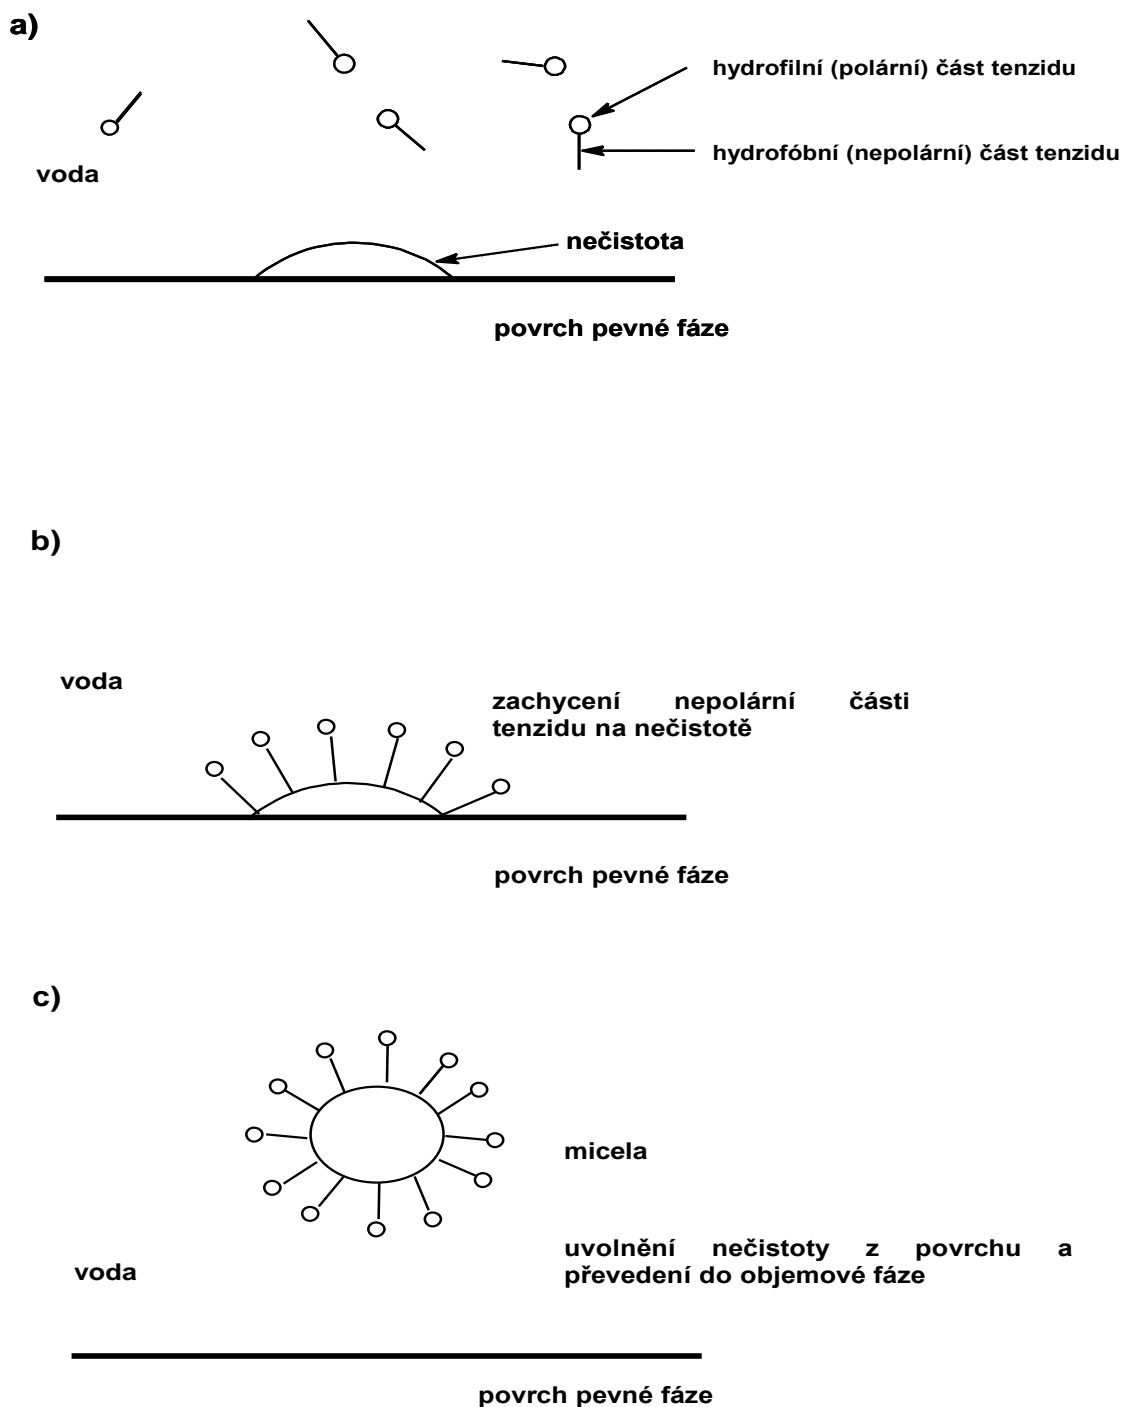 a)
hydrofilní (polární) část tenzidu
hydrofóbní (nepolární) část tenzidu
voda
nečistota
povrch pevné fáze
b)
voda
zachycení nepolární části
tenzidu na nečistotě
povrch pevné fáze
c)
micela
uvolnění nečistoty z povrchu a
převedení do objemové fáze
voda
povrch pevné fáze